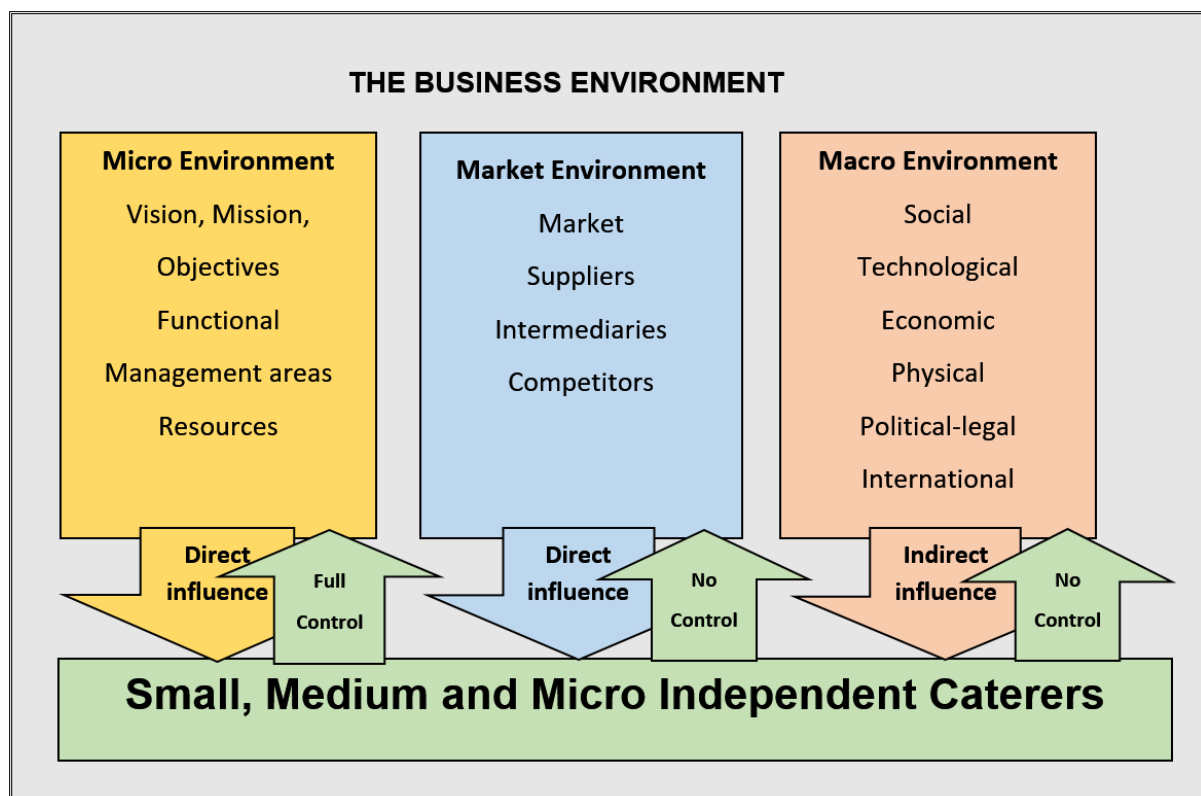 THE BUSINESS ENVIRONMENT
Micro Environment
Vision, Mission,
Objectives
Functional
Management areas
Resources
Market Environment
Market
Suppliers
Intermediaries
Competitors
Macro Environment
Social
Technological
Economic
Physical
Political-legal
International
Direct
influence
Full
Control
Direct
influence
No
Control
Indirect
influence
No
Control
Small, Medium and Micro Independent Caterers